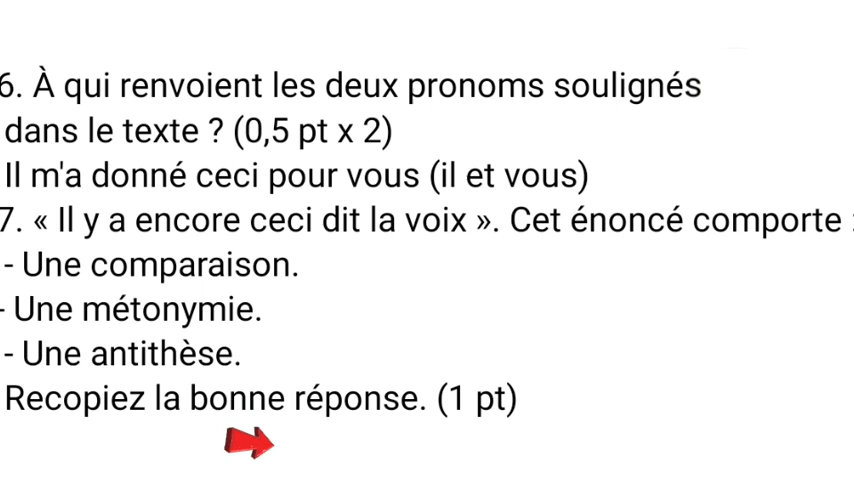 6. À qui renvoient les deux pronoms soulignés
dans le texte ? (0,5 pt x 2)
Il m'a donné ceci pour vous (il et vous)
7. « Il y a encore ceci dit la voix ». Cet énoncé comporte :
- Une comparaison.
- Une métonymie.
- Une antithèse.
Recopiez la bonne réponse. (1 pt)